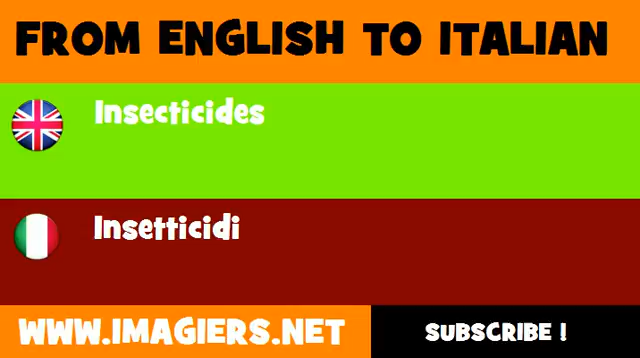 FROM ENGLISH TO ITALIAN
Insecticides
Insetticidi
WWW.IMAGIERS.NET
SUBSCRIBE !